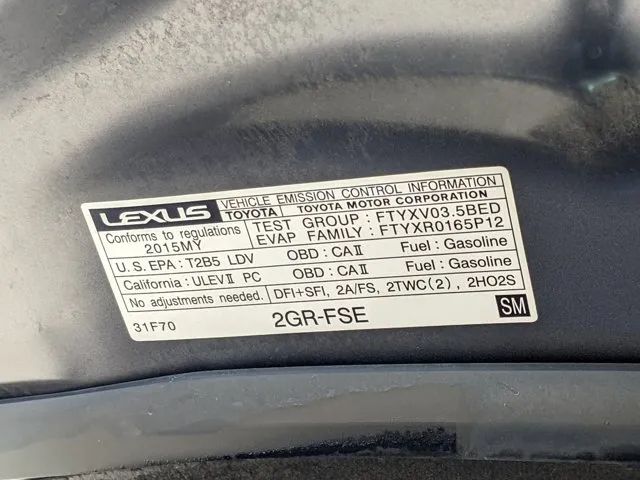 LEXUS VEHICLE EMISSION CONTROL INFORMATION
TOYOTA TOYOTA MOTOR CORPORATION
Conforms to regulations
2015MY
TEST GROUP : FTYXV03.5BED
EVAP FAMILY : FTYXR0165P12
U.S. EPA : T2B5 LDV OBD : CAⅡ Fuel : Gasoline
California : ULEVⅡ PC OBD : CAⅡ Fuel : Gasoline
No adjustments needed. DFI+SFI, 2A/FS, 2TWC(2), 2HO2S
31F70 2GR-FSE SM